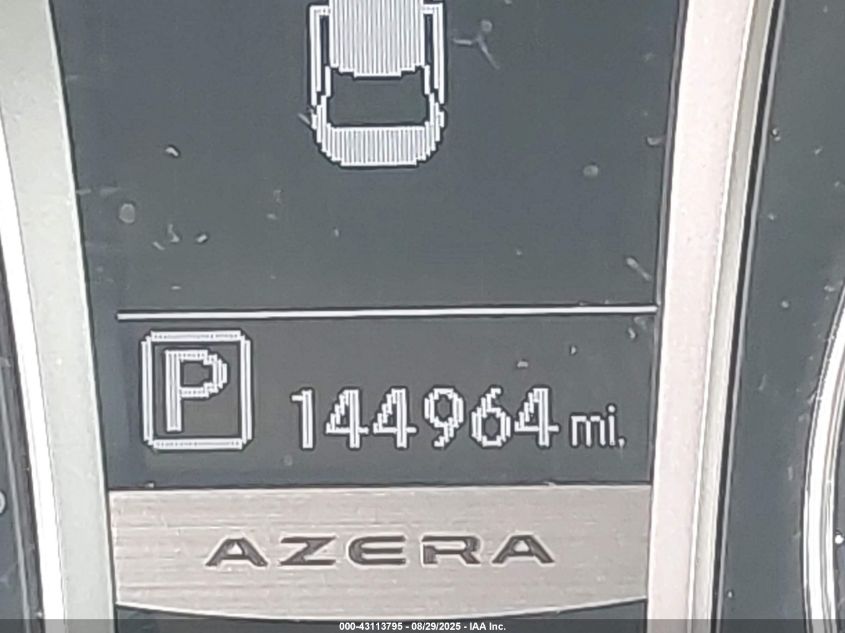 P
144964 mi.
AZERA
000-43113795 - 08/29/2025 - IAA Inc.